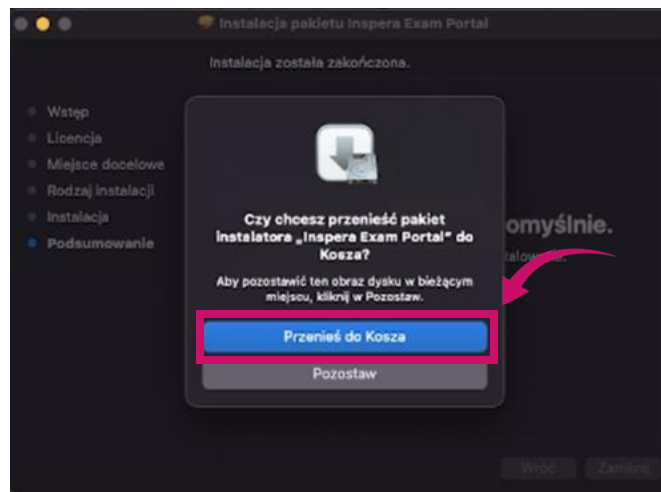 Instalacja pakietu Inspera Exam Portal
Instalacja została zakończona.
Wstęp
Licencja
Miejsce docelowe
Rodzaj instalacji
Instalacja
Podsumowanie
Czy chcesz przenieść pakiet
instalatora „Inspera Exam Portal” do
Kosza?
Aby pozostawić ten obraz dysku w bieżącym
miejscu, kliknij w Pozostaw.
Przenieś do Kosza
Pozostaw
omyślnie.
Wróć Zamknij